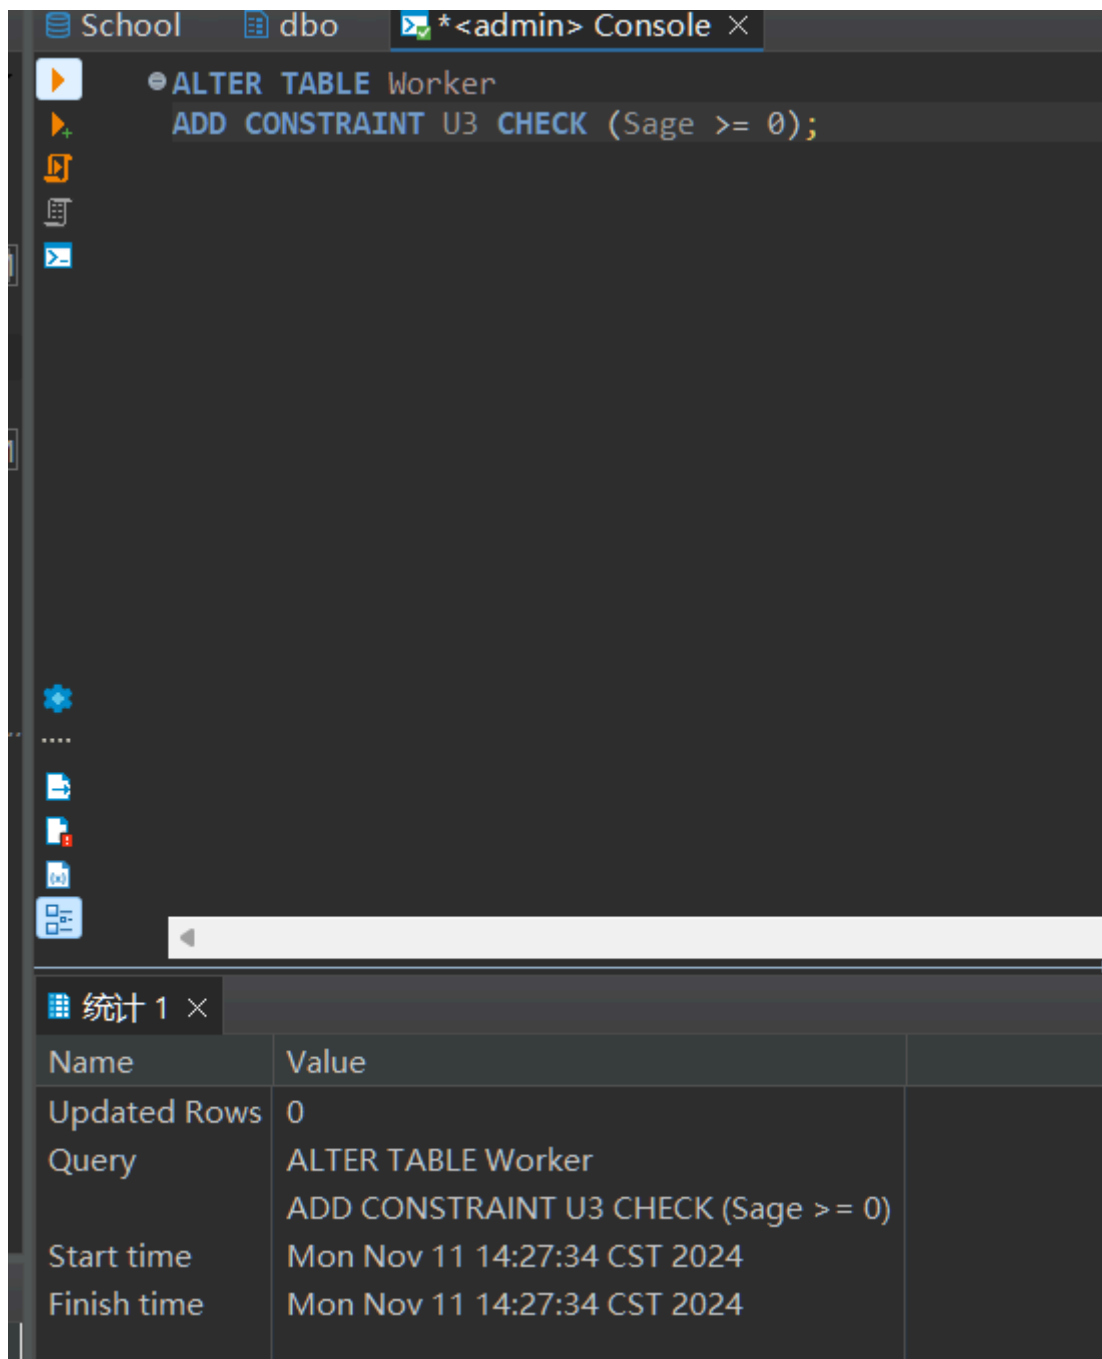 School dbo *<admin> Console
ALTER TABLE Worker
ADD CONSTRAINT U3 CHECK (Sage >= 0);
统计 1
Name Value
Updated Rows 0
Query ALTER TABLE Worker
ADD CONSTRAINT U3 CHECK (Sage >= 0)
Start time Mon Nov 11 14:27:34 CST 2024
Finish time Mon Nov 11 14:27:34 CST 2024